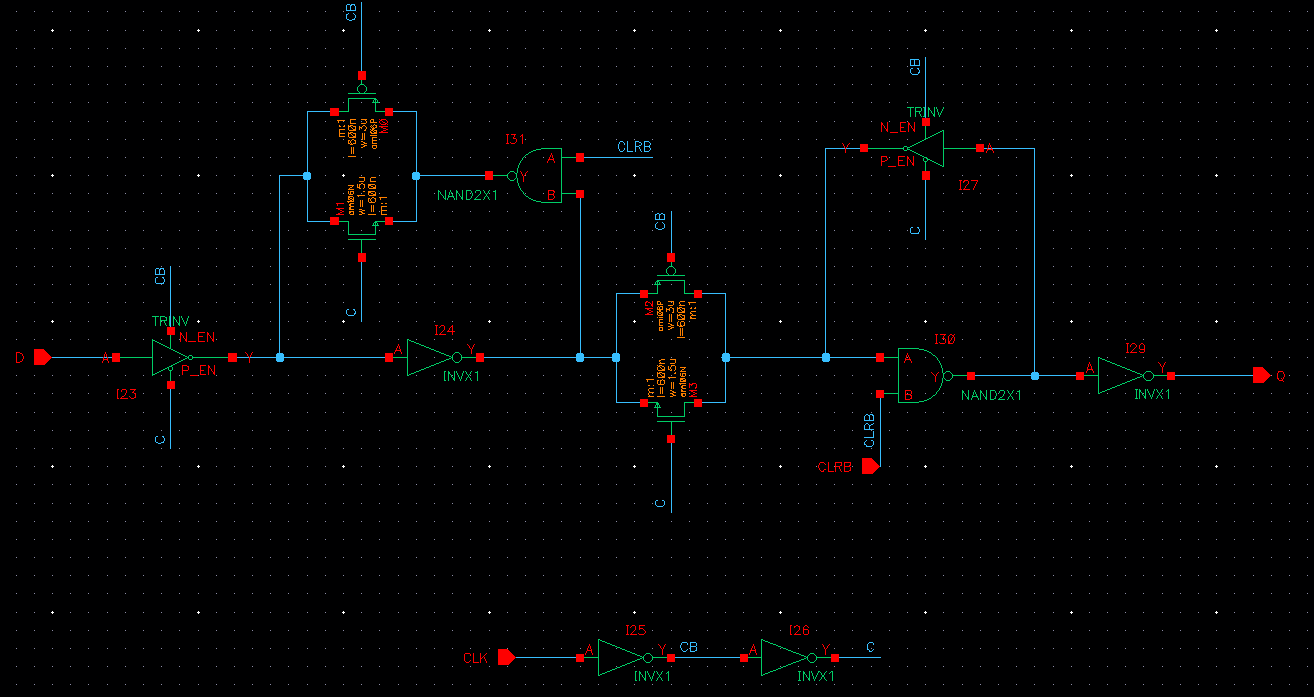 CB
m:1
l=600n
w=3u
ami06P
M0
M1
ami06N
w=1.5u
l=600n
m:1
C
I31
A
Y
B
NAND2X1
CLRB
CB
TRINV
N_EN
Y
A
P_EN
I27
C
CB
TRINV
N_EN
D
A
Y
P_EN
I23
C
I24
A
Y
INVX1
CB
M2
ami06P
w=3u
l=600n
m:1
m:1
l=600n
w=1.5u
ami06N
M3
C
I30
A
Y
B
NAND2X1
CLRB
CLRB
I29
A
Y
INVX1
Q
CLK
I25
A
Y
CB
INVX1
I26
A
Y
C
INVX1